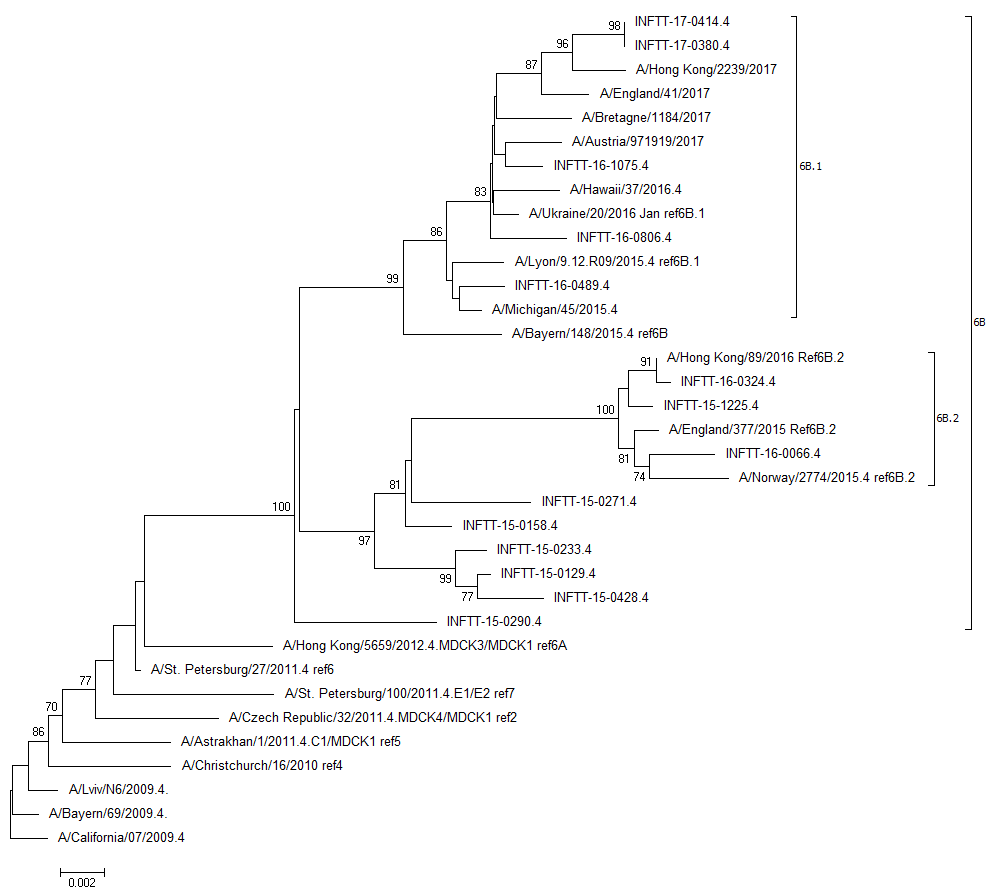 98
INFTT-17-0414.4
INFTT-17-0380.4
96
A/Hong Kong/2239/2017
87
A/England/41/2017
A/Bretagne/1184/2017
A/Austria/971919/2017
INFTT-16-1075.4
6B.1
A/Hawaii/37/2016.4
83
A/Ukraine/20/2016 Jan ref6B.1
86
INFTT-16-0806.4
A/Lyon/9.12.R09/2015.4 ref6B.1
99
INFTT-16-0489.4
A/Michigan/45/2015.4
6B
A/Bayern/148/2015.4 ref6B
91
A/Hong Kong/89/2016 Ref6B.2
INFTT-16-0324.4
100
INFTT-15-1225.4
6B.2
A/England/377/2015 Ref6B.2
81
INFTT-16-0066.4
74
A/Norway/2774/2015.4 ref6B.2
81
INFTT-15-0271.4
100
INFTT-15-0158.4
97
INFTT-15-0233.4
99
INFTT-15-0129.4
77
INFTT-15-0428.4
INFTT-15-0290.4
A/Hong Kong/5659/2012.4.MDCK3/MDCK1 ref6A
A/St. Petersburg/27/2011.4 ref6
77
A/St. Petersburg/100/2011.4.E1/E2 ref7
70
A/Czech Republic/32/2011.4.MDCK4/MDCK1 ref2
86
A/Astrakhan/1/2011.4.C1/MDCK1 ref5
A/Christchurch/16/2010 ref4
A/Lviv/N6/2009.4.
A/Bayern/69/2009.4.
A/California/07/2009.4
0.002